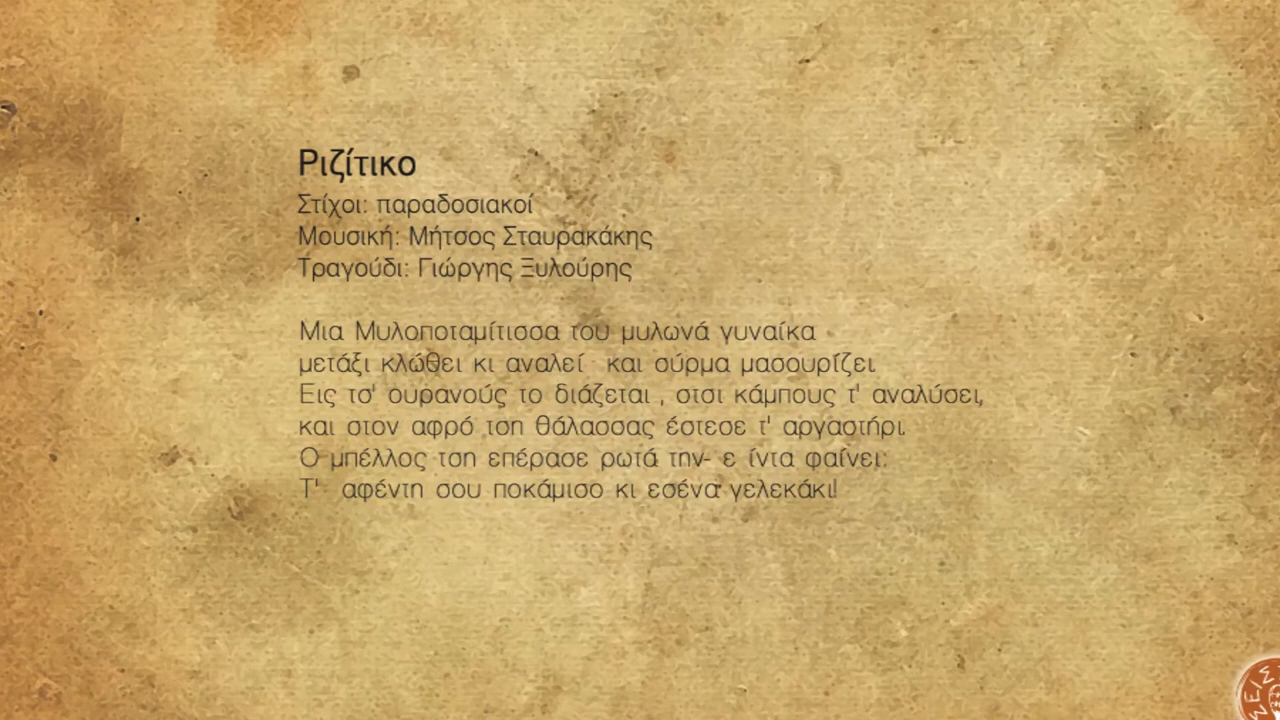 Ριζίτικο
Στίχοι: παραδοσιακοί
Μουσική: Μήτσος Σταυρακάκης
Τραγούδι: Γιώργης Ξυλούρης
Μια Μυλοποταμίτισσα του μυλωνά γυναίκα
μετάξι κλώθει κι αναλεί και σύρμα μασουρίζει.
Εις τσ' ουρανούς το διάζεται , στσι κάμπους τ' αναλύσει,
και στον αφρό τση θάλασσας έστεσε τ' αργαστήρι.
Ο μπέλλος τση επέρασε ρωτά την- ε ίντα φαίνει:
Τ' αφέντη σου ποκάμισο κι εσένα γελεκάκι!